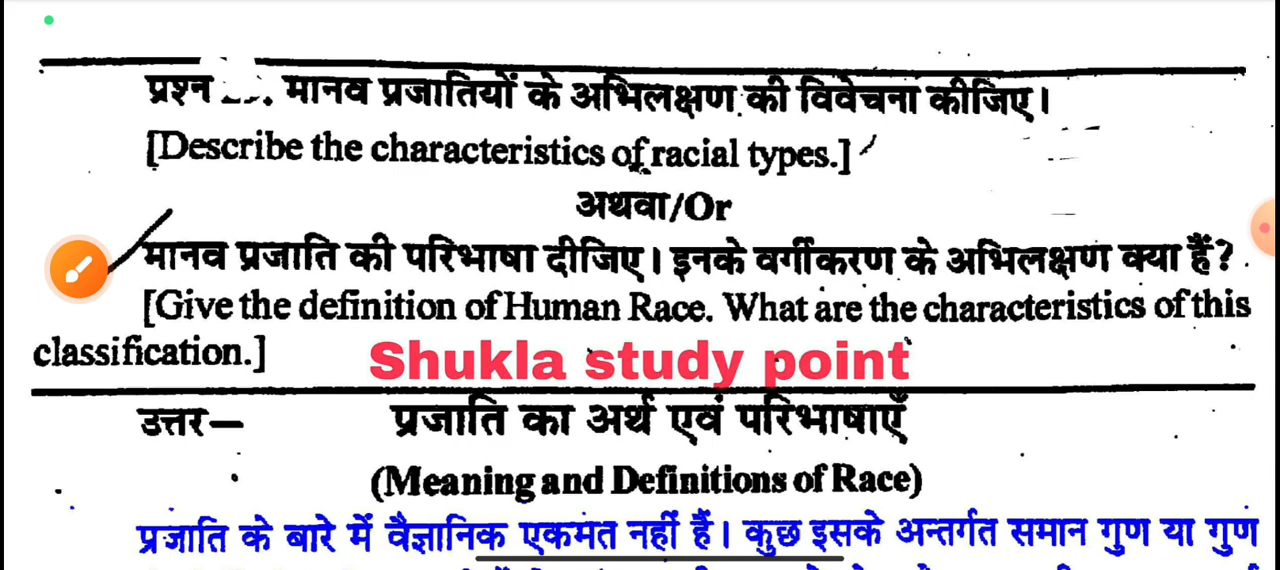 प्रश्न मानव प्रजातियों के अभिलक्षण की विवेचना कीजिए।
[Describe the characteristics of racial types.]
अथवा/Or
मानव प्रजाति की परिभाषा दीजिए। इनके वर्गीकरण के अभिलक्षण क्या हैं?
[Give the definition of Human Race. What are the characteristics of this
classification.]
Shukla study point
उत्तर—
प्रजाति का अर्थ एवं परिभाषाएँ
(Meaning and Definitions of Race)
प्रजाति के बारे में वैज्ञानिक एकमत नहीं हैं। कुछ इसके अन्तर्गत समान गुण या गुण